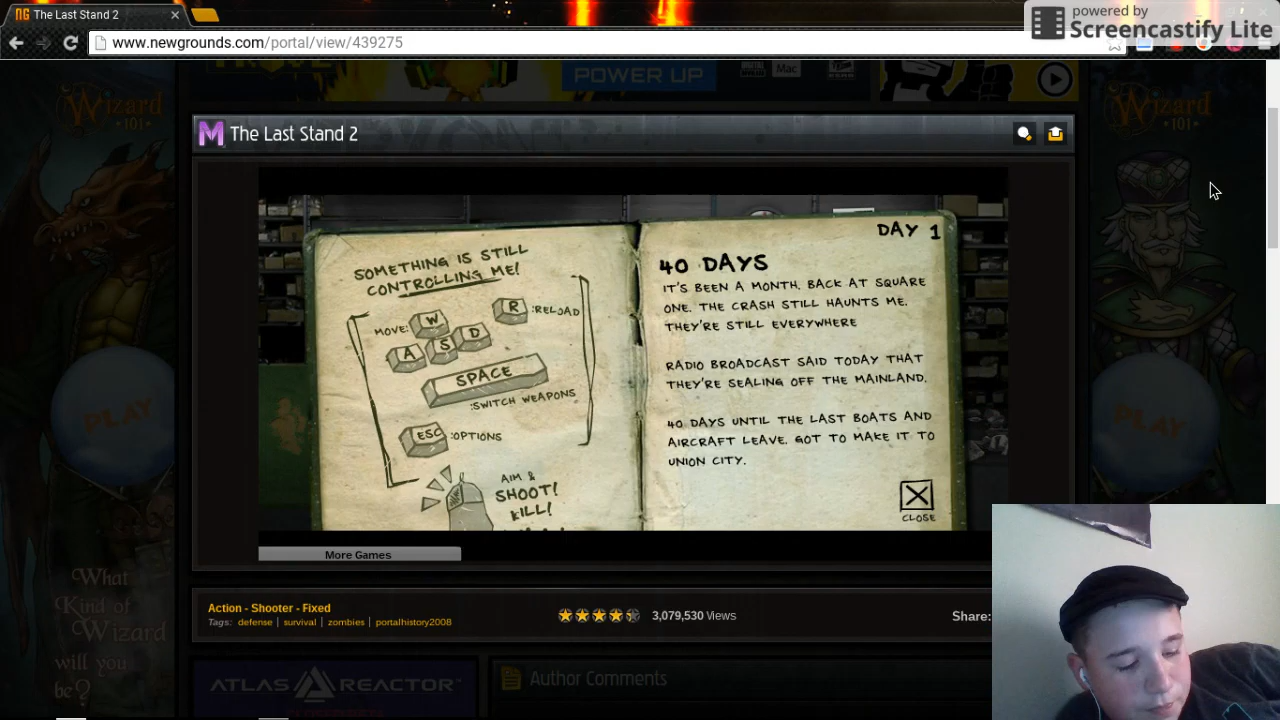 The Last Stand 2
powered by
Screencastify Lite
www.newgrounds.com/portal/view/439275
POWER UP
Mac
Wizard
101
Wizard
101
The Last Stand 2
DAY 1
SOMETHING IS STILL
CONTROLLING ME!
MOVE: W
A S D
R :RELOAD
SPACE
:SWITCH WEAPONS
ESC :OPTIONS
AIM &
SHOOT!
KILL!
40 DAYS
IT'S BEEN A MONTH. BACK AT SQUARE
ONE. THE CRASH STILL HAUNTS ME.
THEY'RE STILL EVERYWHERE
RADIO BROADCAST SAID TODAY THAT
THEY'RE SEALING OFF THE MAINLAND.
40 DAYS UNTIL THE LAST BOATS AND
AIRCRAFT LEAVE. GOT TO MAKE IT TO
UNION CITY.
CLOSE
PLAY
PLAY
More Games
What
Kind of
Wizard
will you
be?
Action - Shooter - Fixed
Tags: defense | survival | zombies | portalhistory2008
3,079,530 Views
Share:
ATLAS REACTOR
Author Comments